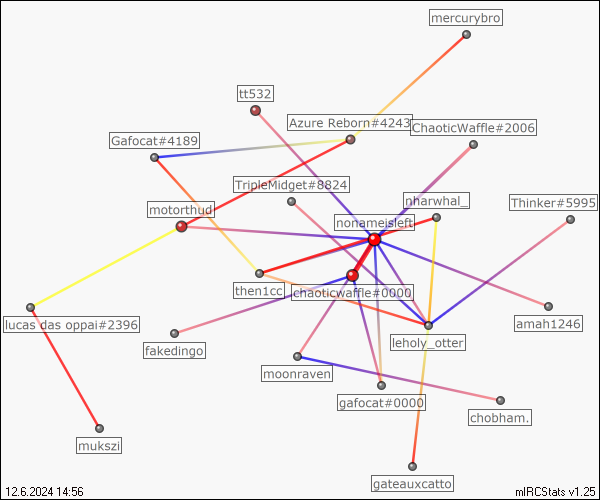 mercurybro
tt532
Azure Reborn#4243
ChaoticWaffle#2006
Gafocat#4189
TripleMidget#8824
nharwhal_
Thinker#5995
motorthud
nonameisleft
then1cc
chaoticwaffle#0000
lucas das oppai#2396
amah1246
fakedingo
leholy_otter
moonraven
gafocat#0000
chobham.
mukszi
gateauxcatto
12.6.2024 14:56
mIRCStats v1.25